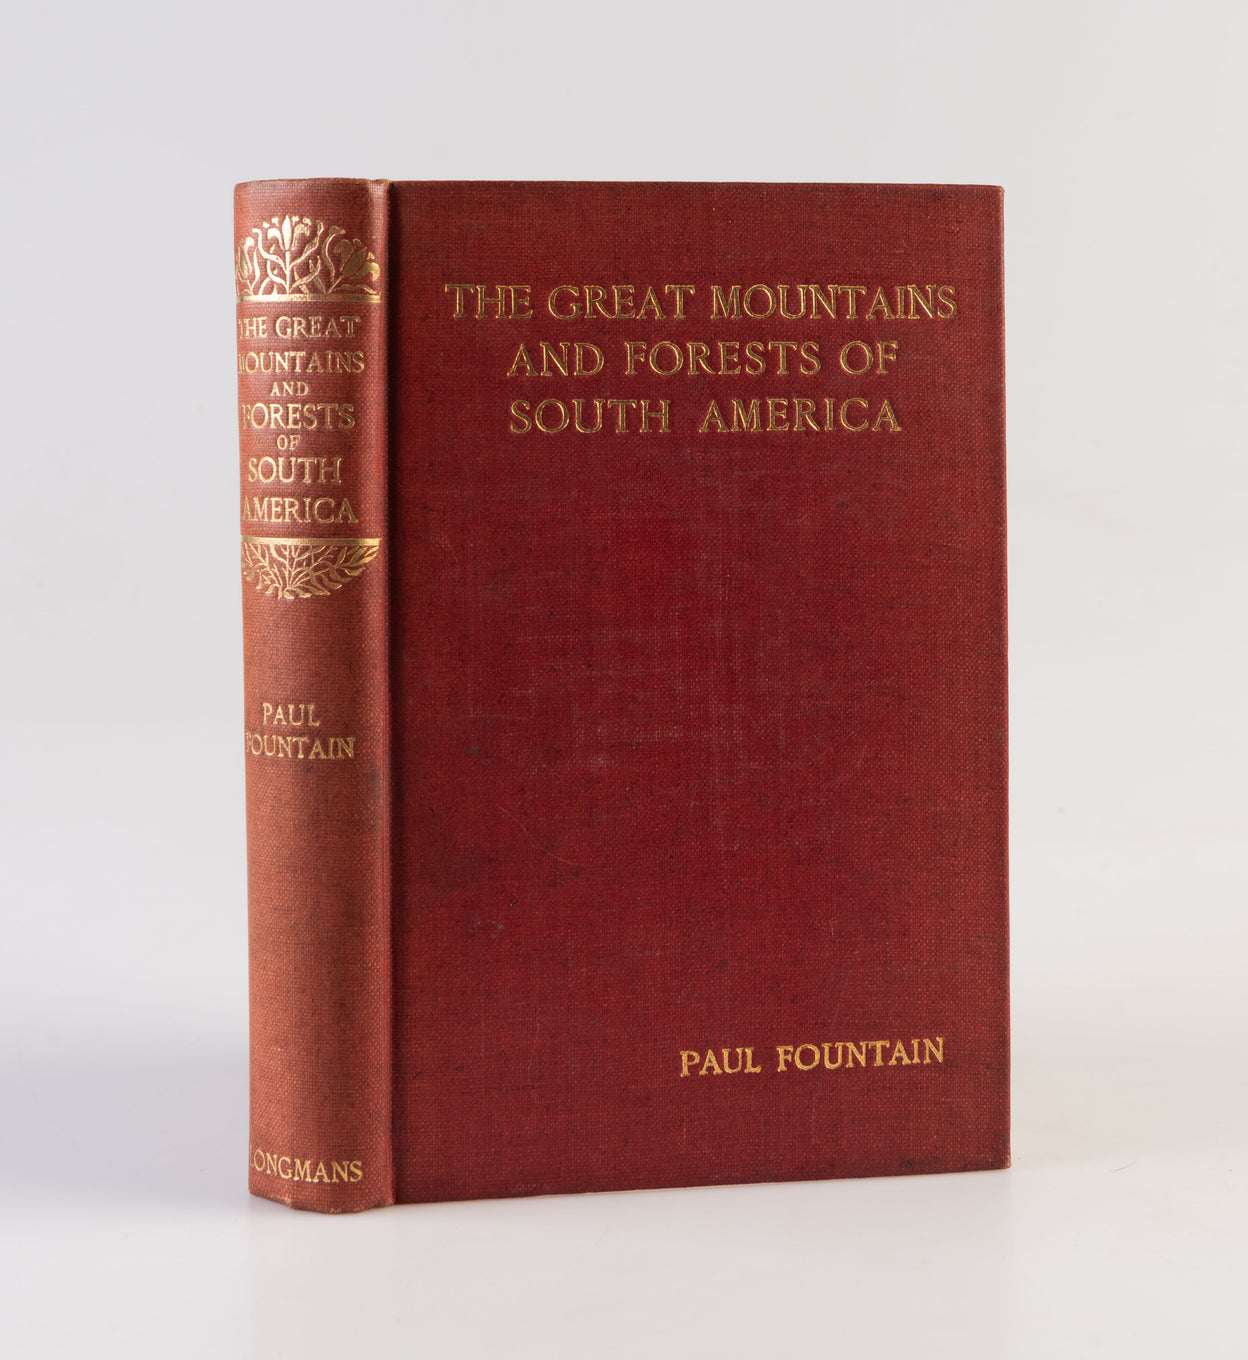 THE GREAT
MOUNTAINS
AND
FORESTS
OF
SOUTH
AMERICA
PAUL
FOUNTAIN
LONGMANS
THE GREAT MOUNTAINS
AND FORESTS OF
SOUTH AMERICA
PAUL FOUNTAIN